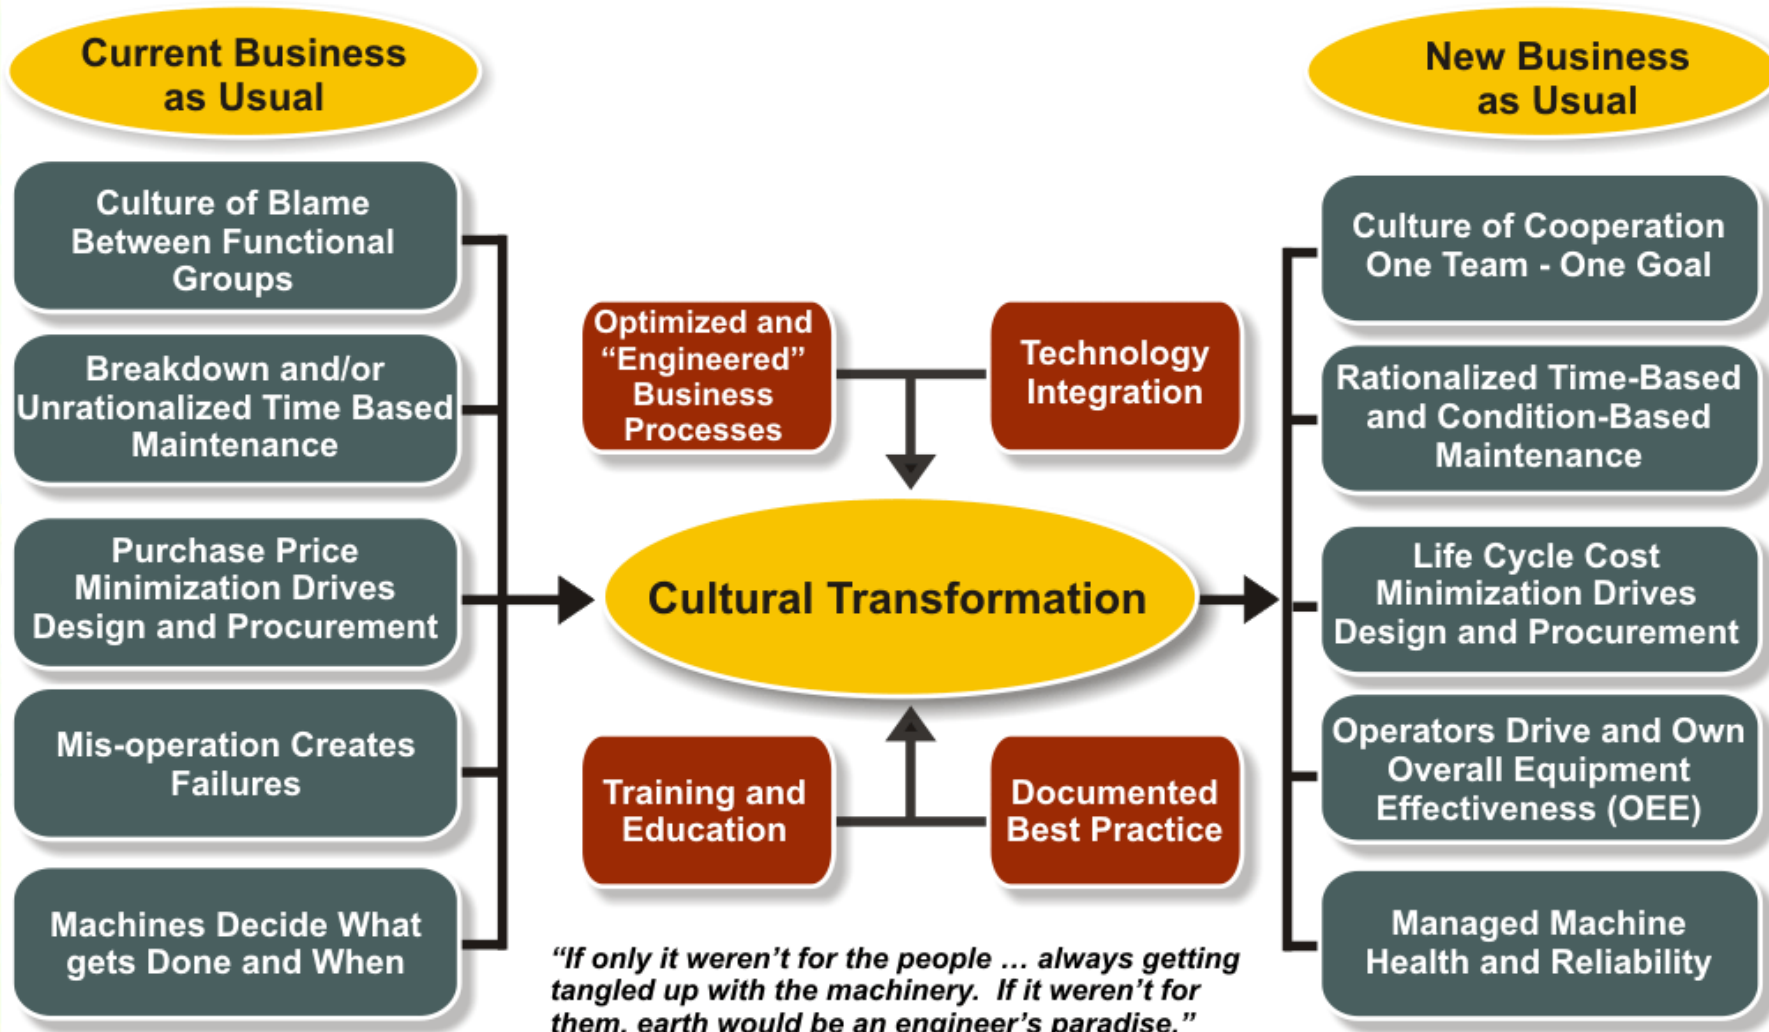 Current Business
as Usual
Culture of Blame
Between Functional
Groups
Breakdown and/or
Unrationalized Time Based
Maintenance
Purchase Price
Minimization Drives
Design and Procurement
Mis-operation Creates
Failures
Machines Decide What
gets Done and When
Optimized and
“Engineered”
Business
Processes
Technology
Integration
Cultural Transformation
Training and
Education
Documented
Best Practice
“If only it weren’t for the people … always getting
tangled up with the machinery.  If it weren’t for
them, earth would be an engineer’s paradise.”
New Business
as Usual
Culture of Cooperation
One Team - One Goal
Rationalized Time-Based
and Condition-Based
Maintenance
Life Cycle Cost
Minimization Drives
Design and Procurement
Operators Drive and Own
Overall Equipment
Effectiveness (OEE)
Managed Machine
Health and Reliability